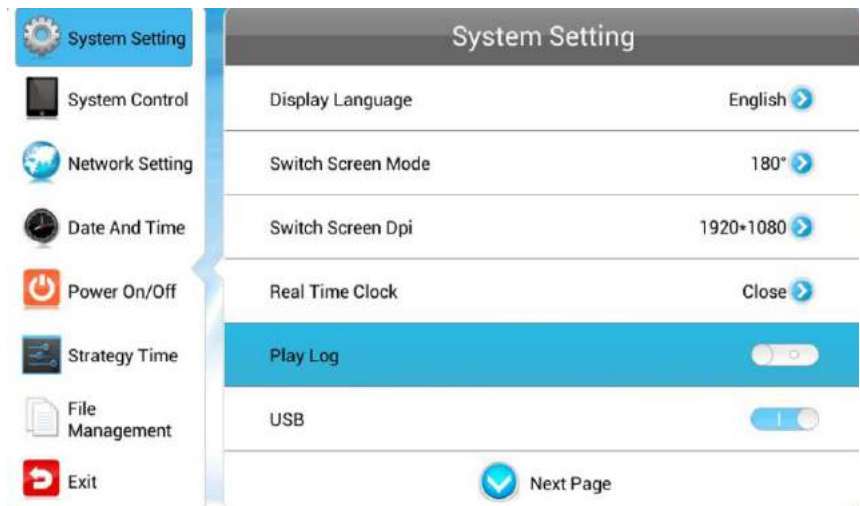 System Setting
System Control
Network Setting
Date And Time
Power On/Off
Strategy Time
File
Management
Exit
System Setting
Display Language English
Switch Screen Mode 180°
Switch Screen Dpi 1920*1080
Real Time Clock Close
Play Log
USB
Next Page